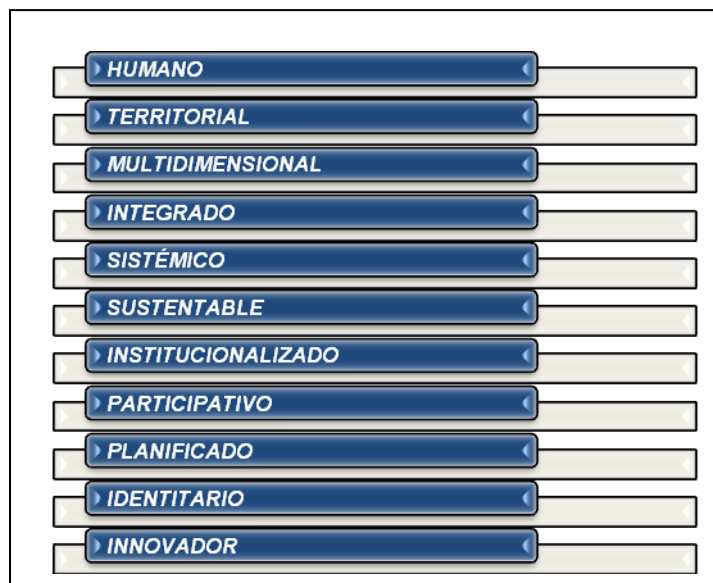 HUMANO
TERRITORIAL
MULTIDIMENSIONAL
INTEGRADO
SISTÉMICO
SUSTENTABLE
INSTITUCIONALIZADO
PARTICIPATIVO
PLANIFICADO
IDENTITARIO
INNOVADOR